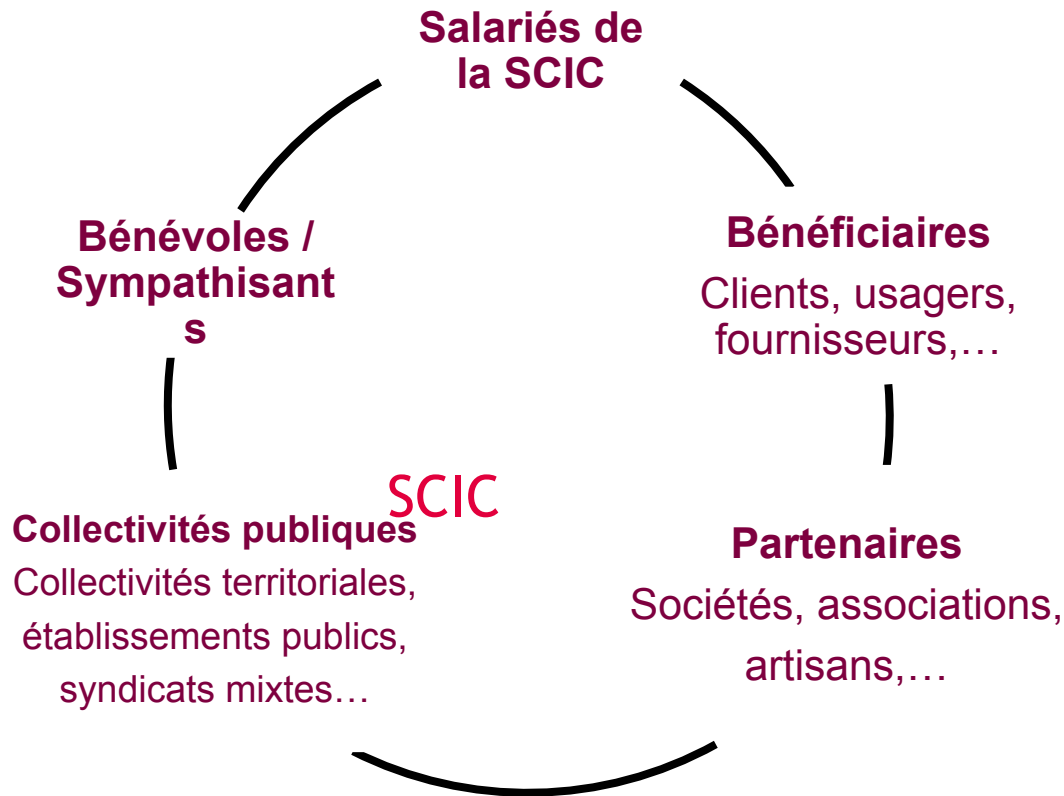 Salariés de
la SCIC
Bénéficiaires
Clients, usagers,
fournisseurs,…
Partenaires
Sociétés, associations,
artisans,…
Collectivités publiques
Collectivités territoriales,
établissements publics,
syndicats mixtes…
Bénévoles /
Sympathisant
s
SCIC